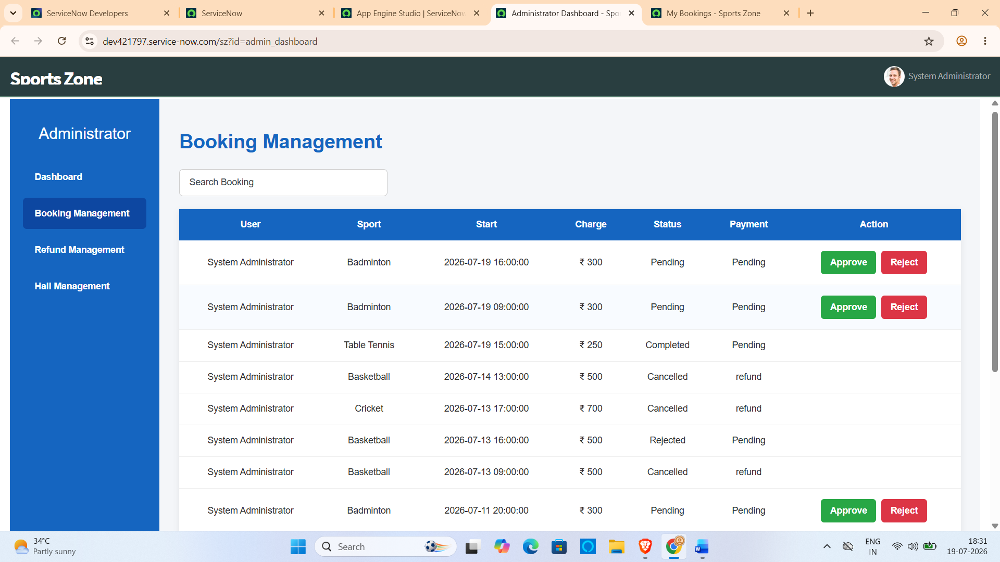 ServiceNow Developers
ServiceNow
App Engine Studio | ServiceNow
Administrator Dashboard - Spo
My Bookings - Sports Zone
dev421797.service-now.com/sz?id=admin_dashboard
Sports Zone
System Administrator
Administrator
Dashboard
Booking Management
Refund Management
Hall Management
Booking Management
Search Booking
User Sport Start Charge Status Payment Action
System Administrator Badminton 2026-07-19 16:00:00 ₹ 300 Pending Pending Approve Reject
System Administrator Badminton 2026-07-19 09:00:00 ₹ 300 Pending Pending Approve Reject
System Administrator Table Tennis 2026-07-19 15:00:00 ₹ 250 Completed Pending
System Administrator Basketball 2026-07-14 13:00:00 ₹ 500 Cancelled refund
System Administrator Cricket 2026-07-13 17:00:00 ₹ 700 Cancelled refund
System Administrator Basketball 2026-07-13 16:00:00 ₹ 500 Rejected Pending
System Administrator Basketball 2026-07-13 09:00:00 ₹ 500 Cancelled refund
System Administrator Badminton 2026-07-11 20:00:00 ₹ 300 Pending Pending Approve Reject
34°C
Partly sunny
Search
ENG
IN
18:31
19-07-2026